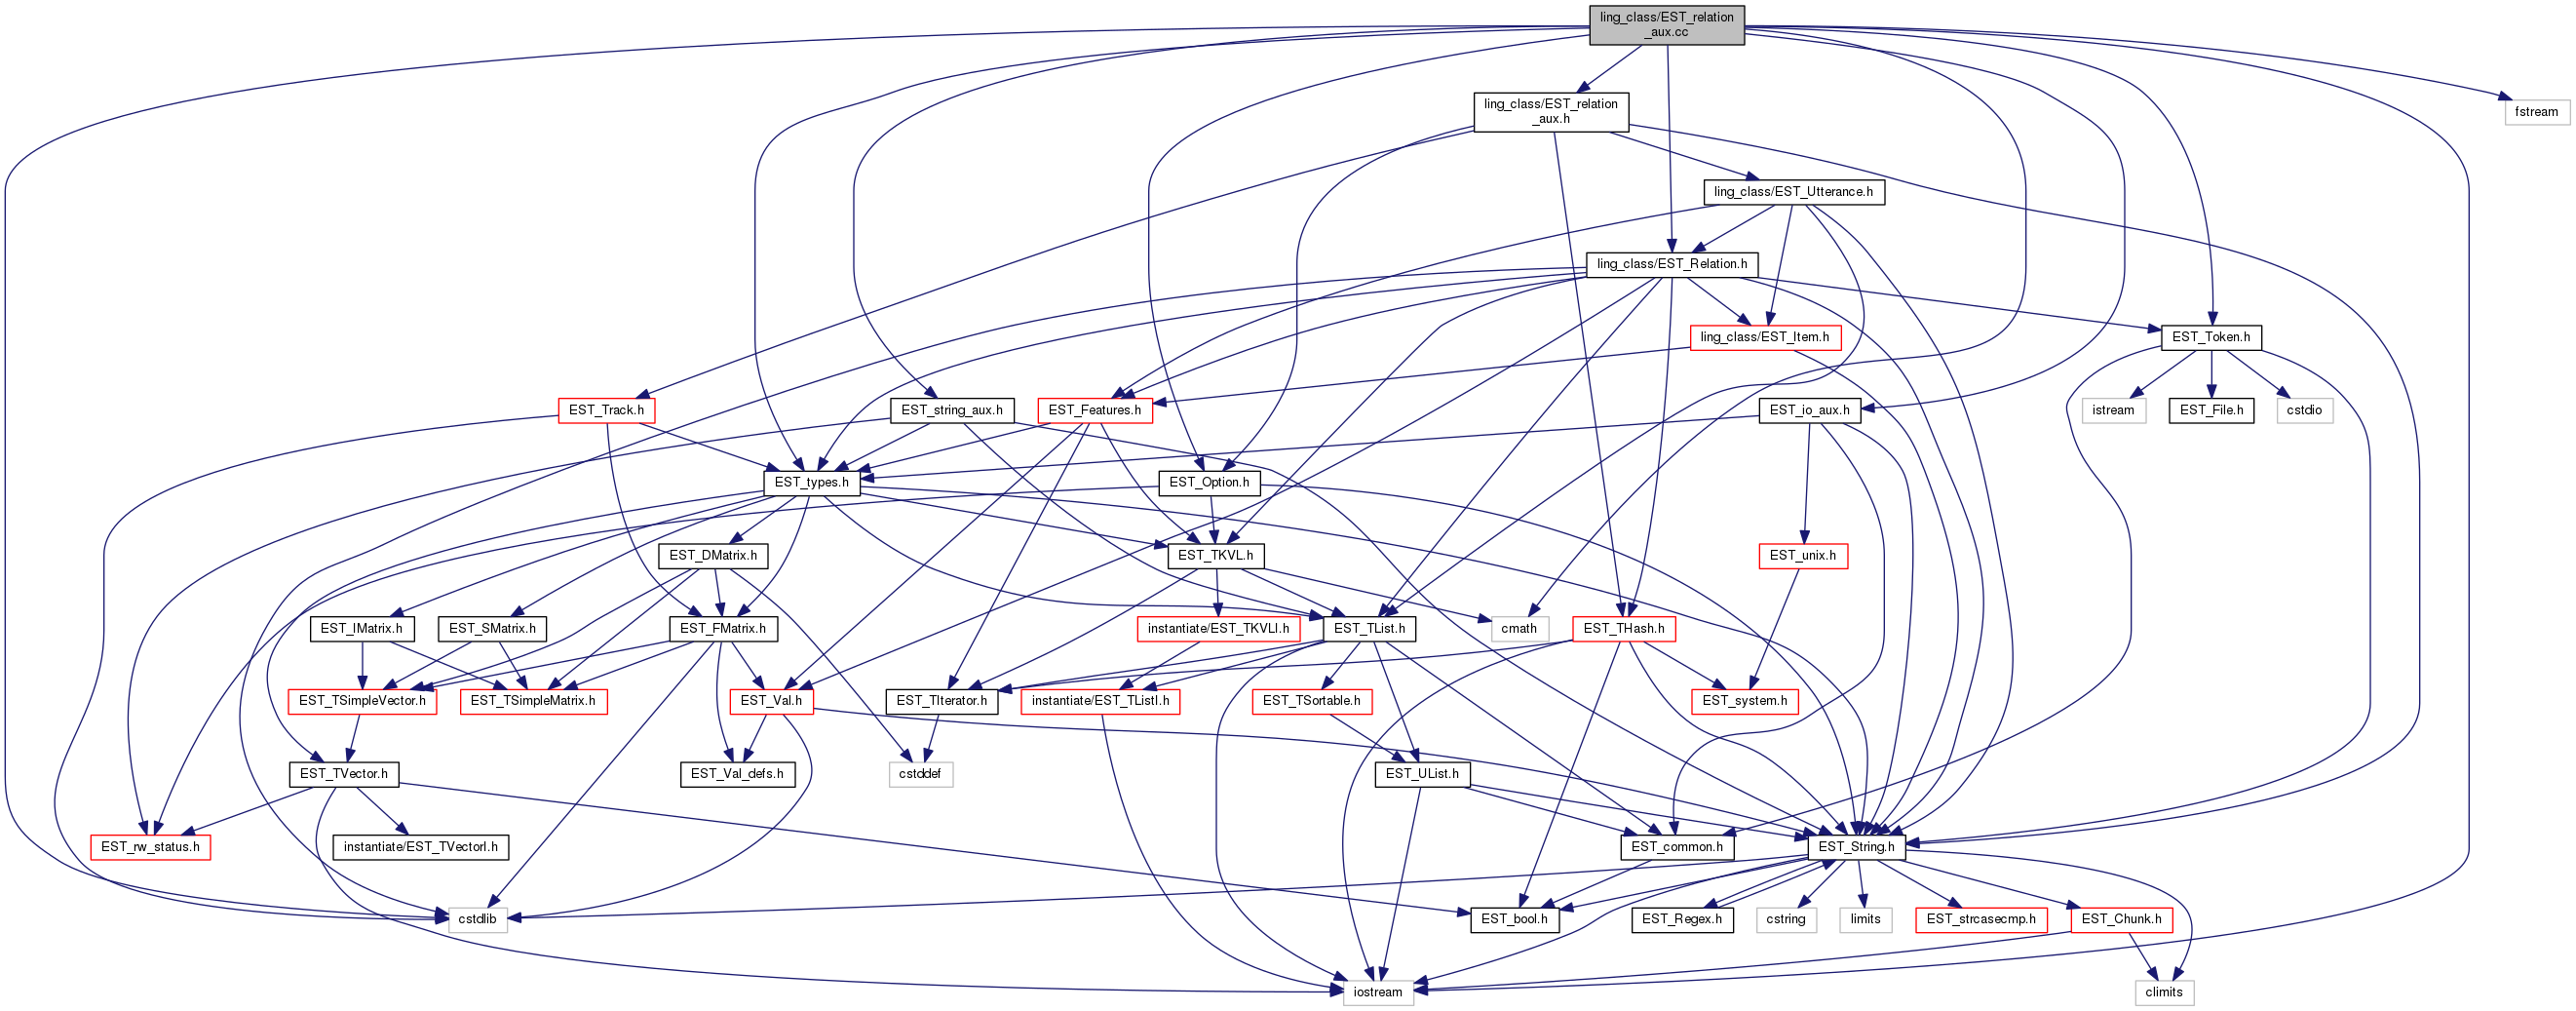 ling_class/EST_relation
_aux.cc
ling_class/EST_relation
_aux.h
fstream
ling_class/EST_Utterance.h
ling_class/EST_Relation.h
ling_class/EST_Item.h
EST_Token.h
EST_Track.h
EST_string_aux.h
EST_Features.h
EST_io_aux.h
istream
EST_File.h
cstdio
EST_types.h
EST_Option.h
EST_DMatrix.h
EST_TKVL.h
EST_unix.h
EST_IMatrix.h
EST_SMatrix.h
EST_FMatrix.h
instantiate/EST_TKVLI.h
EST_TList.h
cmath
EST_THash.h
EST_TSimpleVector.h
EST_TSimpleMatrix.h
EST_Val.h
EST_TIterator.h
instantiate/EST_TListI.h
EST_TSortable.h
EST_system.h
EST_TVector.h
EST_Val_defs.h
cstddef
EST_UList.h
EST_rw_status.h
instantiate/EST_TVectorI.h
EST_common.h
EST_String.h
cstdlib
EST_bool.h
EST_Regex.h
cstring
limits
EST_strcasecmp.h
EST_Chunk.h
iostream
climits